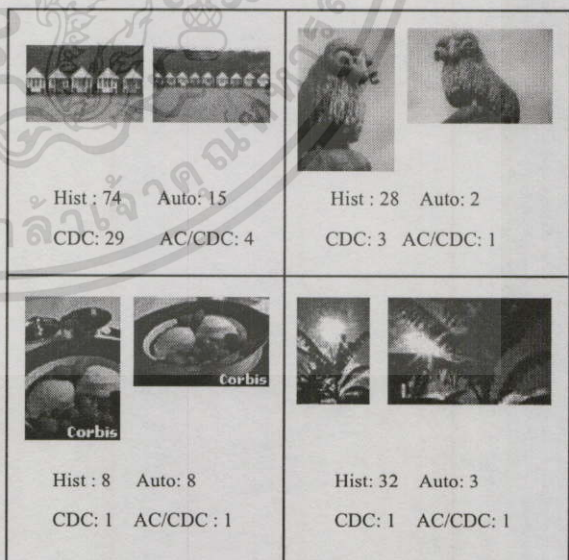 Hist : 74 Auto: 15
CDC: 29 AC/CDC: 4
Hist : 28 Auto: 2
CDC: 3 AC/CDC: 1
Corbis
Corbis
Hist : 8 Auto: 8
CDC: 1 AC/CDC : 1
Hist: 32 Auto: 3
CDC: 1 AC/CDC: 1